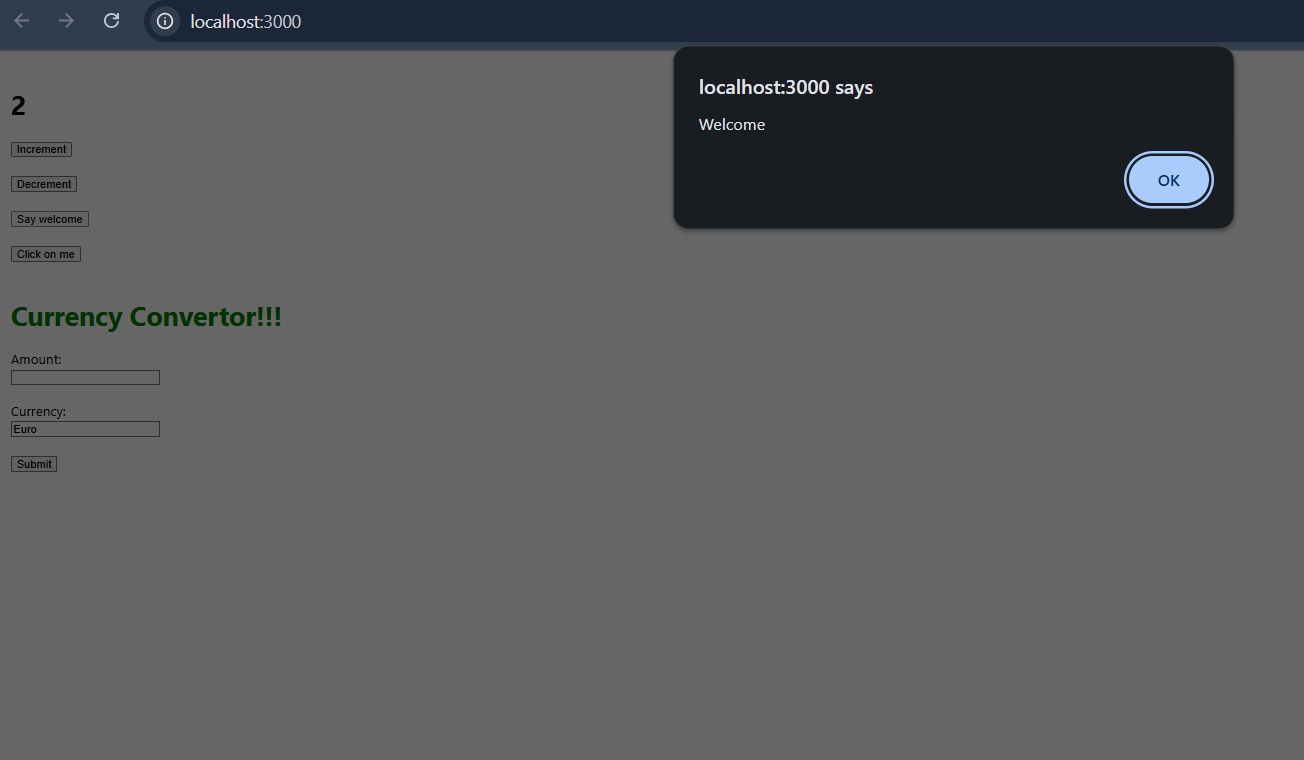 localhost:3000
localhost:3000 says
Welcome
OK
2
Increment
Decrement
Say welcome
Click on me
Currency Convertor!!!
Amount:
Currency:
Euro
Submit